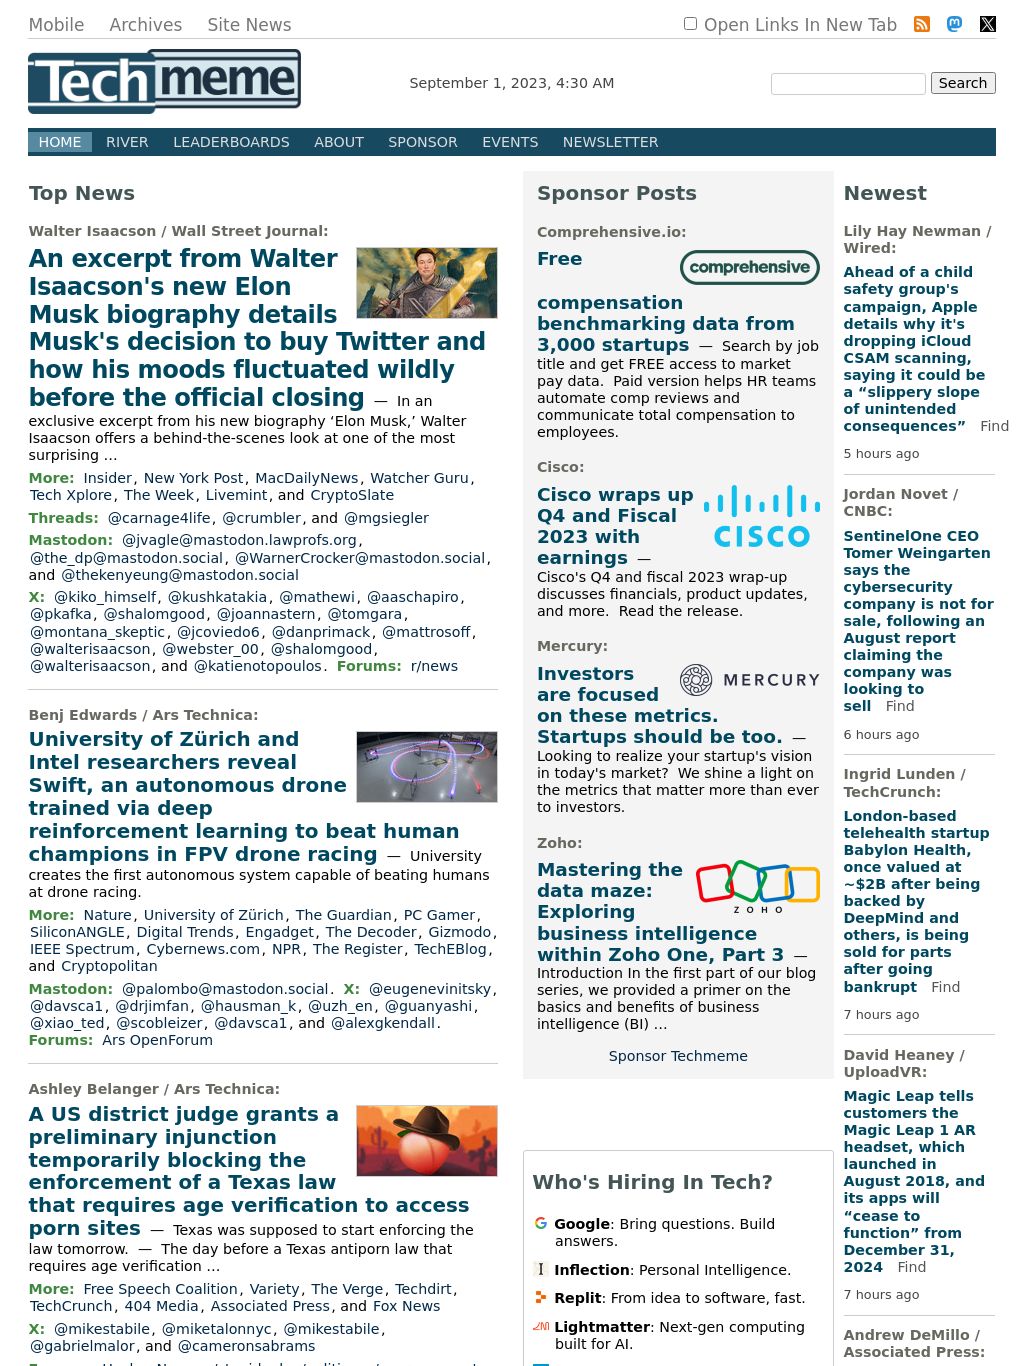 Mobile Archives Site News Open Links In New Tab
Techmeme
September 1, 2023, 4:30 AM
Search
HOME RIVER LEADERBOARDS ABOUT SPONSOR EVENTS NEWSLETTER
Top News
Walter Isaacson / Wall Street Journal:
An excerpt from Walter
Isaacson's new Elon
Musk biography details
Musk's decision to buy Twitter and
how his moods fluctuated wildly
before the official closing — In an
exclusive excerpt from his new biography ‘Elon Musk,’ Walter
Isaacson offers a behind-the-scenes look at one of the most
surprising …
More: Insider, New York Post, MacDailyNews, Watcher Guru,
Tech Xplore, The Week, Livemint, and CryptoSlate
Threads: @carnage4life, @crumbler, and @mgsiegler
Mastodon: @jvagle@mastodon.lawprofs.org,
@the_dp@mastodon.social, @WarnerCrocker@mastodon.social,
and @thekenyeung@mastodon.social
X: @kiko_himself, @kushkatakia, @mathewi, @aaschapiro,
@pkafka, @shalomgood, @joannastern, @tomgara,
@montana_skeptic, @jcoviedo6, @danprimack, @mattrosoff,
@walterisaacson, @webster_00, @shalomgood,
@walterisaacson, and @katienotopoulos. Forums: r/news
Benj Edwards / Ars Technica:
University of Zürich and
Intel researchers reveal
Swift, an autonomous drone
trained via deep
reinforcement learning to beat human
champions in FPV drone racing — University
creates the first autonomous system capable of beating humans
at drone racing.
More: Nature, University of Zürich, The Guardian, PC Gamer,
SiliconANGLE, Digital Trends, Engadget, The Decoder, Gizmodo,
IEEE Spectrum, Cybernews.com, NPR, The Register, TechEBlog,
and Cryptopolitan
Mastodon: @palombo@mastodon.social. X: @eugenevinitsky,
@davsca1, @drjimfan, @hausman_k, @uzh_en, @guanyashi,
@xiao_ted, @scobleizer, @davsca1, and @alexgkendall.
Forums: Ars OpenForum
Ashley Belanger / Ars Technica:
A US district judge grants a
preliminary injunction
temporarily blocking the
enforcement of a Texas law
that requires age verification to access
porn sites — Texas was supposed to start enforcing the
law tomorrow. — The day before a Texas antiporn law that
requires age verification …
More: Free Speech Coalition, Variety, The Verge, Techdirt,
TechCrunch, 404 Media, Associated Press, and Fox News
X: @mikestabile, @miketalonnyc, @mikestabile,
@gabrielmalor, and @cameronsabrams
Sponsor Posts
Comprehensive.io:
Free
comprehensive
compensation
benchmarking data from
3,000 startups — Search by job
title and get FREE access to market
pay data. Paid version helps HR teams
automate comp reviews and
communicate total compensation to
employees.
Cisco:
Cisco wraps up
Q4 and Fiscal
2023 with
earnings —
CISCO
Cisco's Q4 and fiscal 2023 wrap-up
discusses financials, product updates,
and more. Read the release.
Mercury:
Investors
MERCURY
are focused
on these metrics.
Startups should be too. —
Looking to realize your startup's vision
in today's market? We shine a light on
the metrics that matter more than ever
to investors.
Zoho:
Mastering the
data maze:
Exploring
ZOHO
business intelligence
within Zoho One, Part 3 —
Introduction In the first part of our blog
series, we provided a primer on the
basics and benefits of business
intelligence (BI) …
Sponsor Techmeme
Who's Hiring In Tech?
Google: Bring questions. Build
answers.
Inflection: Personal Intelligence.
Replit: From idea to software, fast.
Lightmatter: Next-gen computing
built for AI.
Newest
Lily Hay Newman /
Wired:
Ahead of a child
safety group's
campaign, Apple
details why it's
dropping iCloud
CSAM scanning,
saying it could be
a “slippery slope
of unintended
consequences” Find
5 hours ago
Jordan Novet /
CNBC:
SentinelOne CEO
Tomer Weingarten
says the
cybersecurity
company is not for
sale, following an
August report
claiming the
company was
looking to
sell Find
6 hours ago
Ingrid Lunden /
TechCrunch:
London-based
telehealth startup
Babylon Health,
once valued at
~$2B after being
backed by
DeepMind and
others, is being
sold for parts
after going
bankrupt Find
7 hours ago
David Heaney /
UploadVR:
Magic Leap tells
customers the
Magic Leap 1 AR
headset, which
launched in
August 2018, and
its apps will
“cease to
function” from
December 31,
2024 Find
7 hours ago
Andrew DeMillo /
Associated Press: